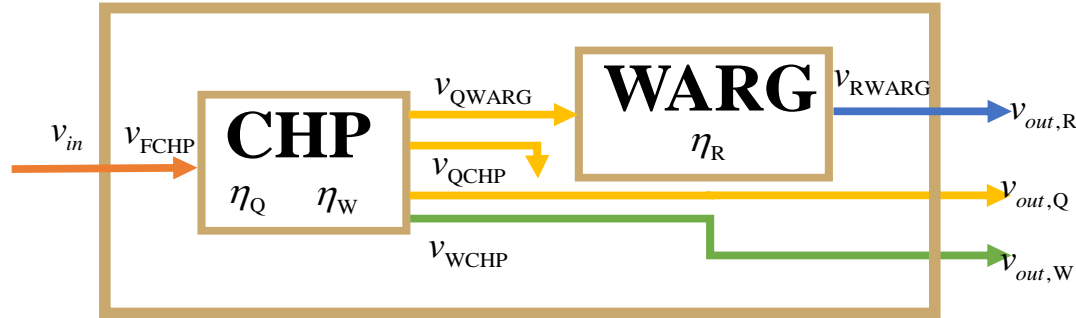 CHP
WARG
v_in
v_FCHP
η_Q
η_W
v_QWARG
v_QCHP
v_WCHP
η_R
v_RWARG
v_out,R
v_out,Q
v_out,W